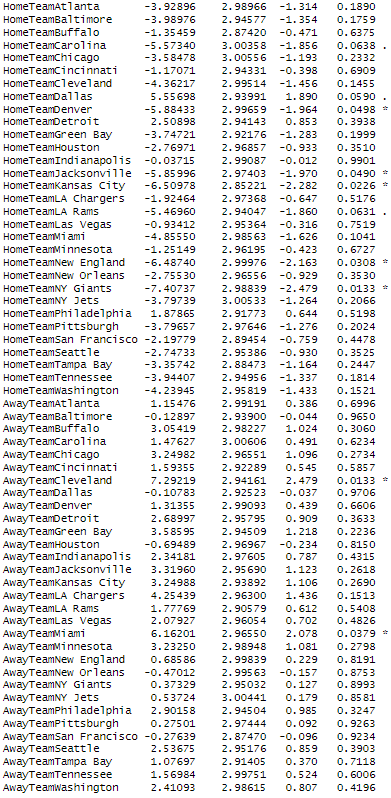 HomeTeamAtlanta -3.92896 2.98966 -1.314 0.1890
HomeTeamBaltimore -3.98976 2.94577 -1.354 0.1759
HomeTeamBuffalo -1.35459 2.87420 -0.471 0.6375
HomeTeamCarolina -5.57340 3.00358 -1.856 0.0638 .
HomeTeamChicago -3.58478 3.00556 -1.193 0.2332
HomeTeamCincinnati -1.17071 2.94331 -0.398 0.6909
HomeTeamCleveland -4.36217 2.99514 -1.456 0.1455
HomeTeamDallas 5.55698 2.93991 1.890 0.0590 .
HomeTeamDenver -5.88433 2.99659 -1.964 0.0498 *
HomeTeamDetroit 2.50898 2.94143 0.853 0.3938
HomeTeamGreen Bay -3.74721 2.92176 -1.283 0.1999
HomeTeamHouston -2.76971 2.96857 -0.933 0.3510
HomeTeamIndianapolis -0.03715 2.99087 -0.012 0.9901
HomeTeamJacksonville -5.85996 2.97403 -1.970 0.0490 *
HomeTeamKansas City -6.50978 2.85221 -2.282 0.0226 *
HomeTeamLA Chargers -1.92464 2.97368 -0.647 0.5176
HomeTeamLA Rams -5.46960 2.94047 -1.860 0.0631 .
HomeTeamLas Vegas -0.93412 2.95364 -0.316 0.7519
HomeTeamMiami -4.85550 2.98563 -1.626 0.1041
HomeTeamMinnesota -1.25149 2.96195 -0.423 0.6727
HomeTeamNew England -6.48740 2.99976 -2.163 0.0308 *
HomeTeamNew Orleans -2.75530 2.96556 -0.929 0.3530
HomeTeamNY Giants -7.40737 2.98839 -2.479 0.0133 *
HomeTeamNY Jets -3.79739 3.00533 -1.264 0.2066
HomeTeamPhiladelphia 1.87865 2.91773 0.644 0.5198
HomeTeamPittsburgh -3.79657 2.97646 -1.276 0.2024
HomeTeamSan Francisco -2.19779 2.89454 -0.759 0.4478
HomeTeamSeattle -2.74733 2.95386 -0.930 0.3525
HomeTeamTampa Bay -3.35742 2.88473 -1.164 0.2447
HomeTeamTennessee -3.94407 2.94956 -1.337 0.1814
HomeTeamWashington -4.23945 2.95819 -1.433 0.1521
AwayTeamAtlanta 1.15476 2.99191 0.386 0.6996
AwayTeamBaltimore -0.12897 2.93900 -0.044 0.9650
AwayTeamBuffalo 3.05419 2.98227 1.024 0.3060
AwayTeamCarolina 1.47627 3.00606 0.491 0.6234
AwayTeamChicago 3.24982 2.96551 1.096 0.2734
AwayTeamCincinnati 1.59355 2.92289 0.545 0.5857
AwayTeamCleveland 7.29219 2.94161 2.479 0.0133 *
AwayTeamDallas -0.10783 2.92523 -0.037 0.9706
AwayTeamDenver 1.31355 2.99093 0.439 0.6606
AwayTeamDetroit 2.68997 2.95795 0.909 0.3633
AwayTeamGreen Bay 3.58595 2.94509 1.218 0.2236
AwayTeamHouston -0.69489 2.96967 -0.234 0.8150
AwayTeamIndianapolis 2.34181 2.97605 0.787 0.4315
AwayTeamJacksonville 3.31960 2.95690 1.123 0.2618
AwayTeamKansas City 3.24988 2.93892 1.106 0.2690
AwayTeamLA Chargers 4.25439 2.96300 1.436 0.1513
AwayTeamLA Rams 1.77769 2.90579 0.612 0.5408
AwayTeamLas Vegas 2.07927 2.96054 0.702 0.4826
AwayTeamMiami 6.16201 2.96550 2.078 0.0379 *
AwayTeamMinnesota 3.23250 2.98948 1.081 0.2798
AwayTeamNew England 0.68586 2.99839 0.229 0.8191
AwayTeamNew Orleans -0.47012 2.99563 -0.157 0.8753
AwayTeamNY Giants 0.37329 2.95032 0.127 0.8993
AwayTeamNY Jets 0.53724 3.00441 0.179 0.8581
AwayTeamPhiladelphia 2.90158 2.94504 0.985 0.3247
AwayTeamPittsburgh 0.27501 2.97444 0.092 0.9263
AwayTeamSan Francisco -0.27639 2.87470 -0.096 0.9234
AwayTeamSeattle 2.53675 2.95176 0.859 0.3903
AwayTeamTampa Bay 1.07697 2.91405 0.370 0.7118
AwayTeamTennessee 1.56984 2.99751 0.524 0.6006
AwayTeamWashington 2.41093 2.98615 0.807 0.4196